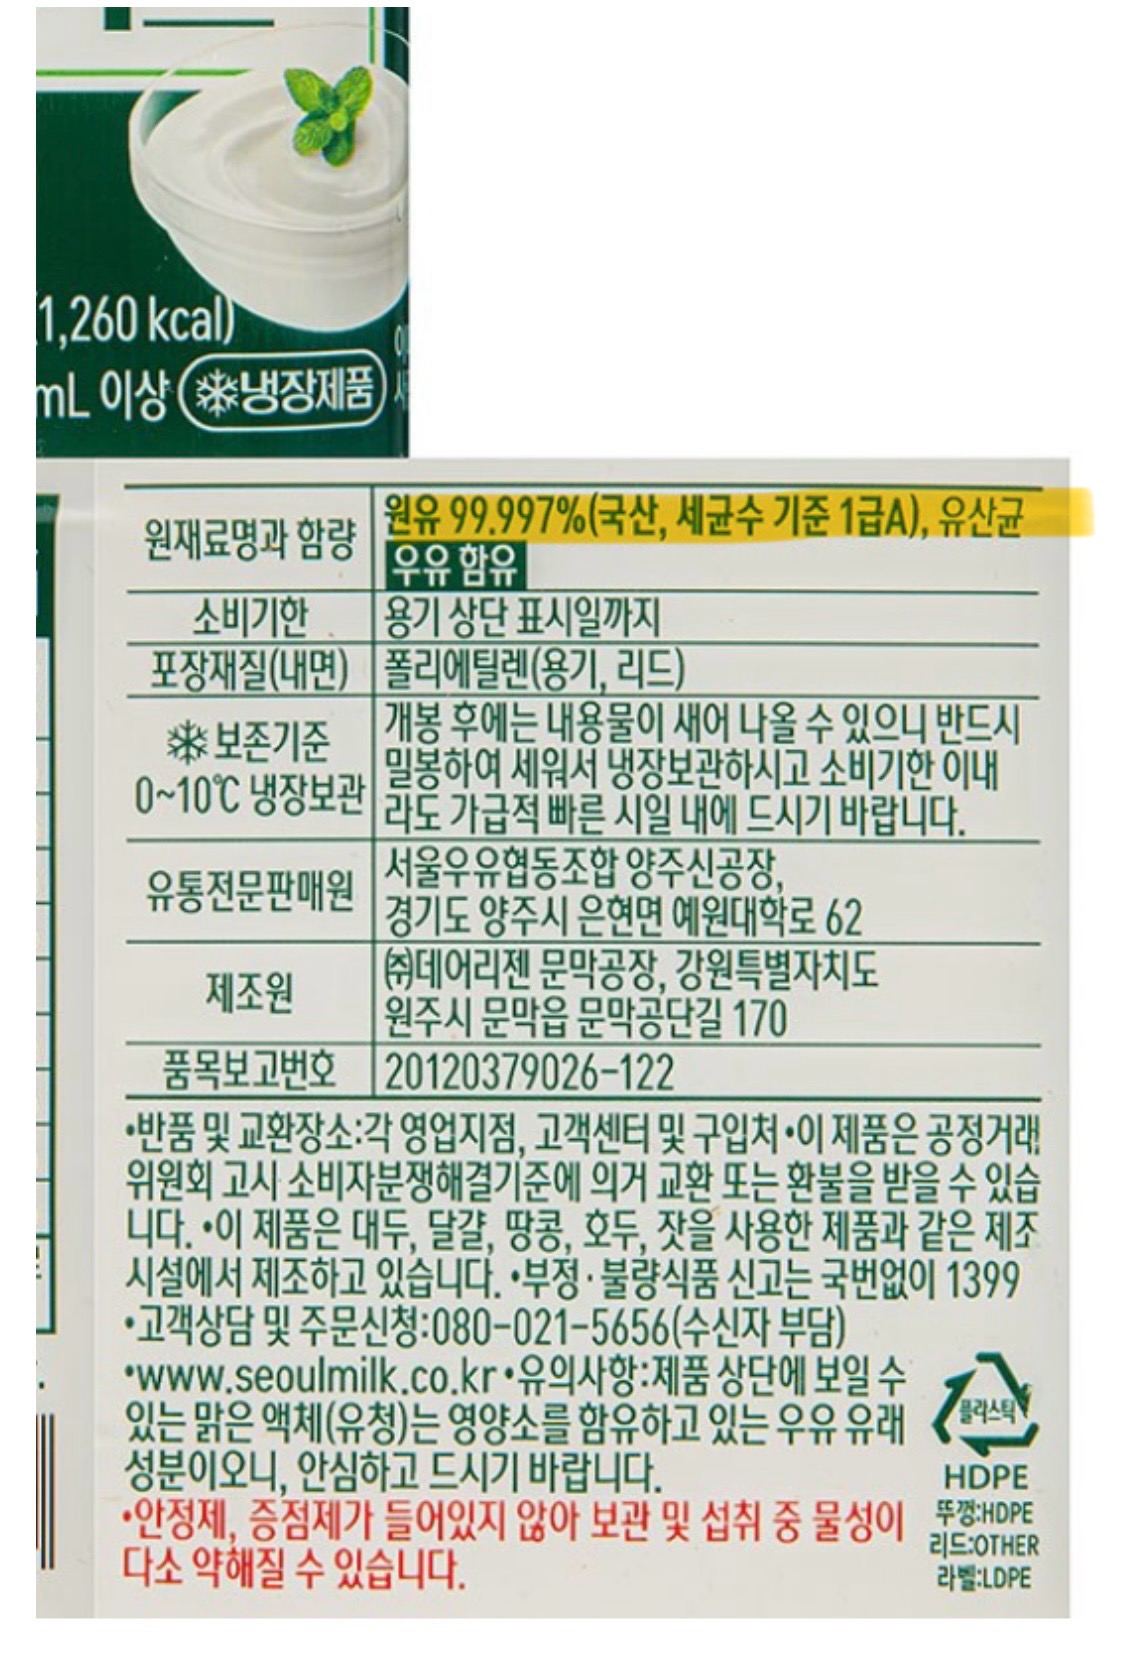 (1,260 kcal)
mL 이상 냉장제품
원재료명과 함량
원유 99.997%(국산, 세균수 기준 1급A), 유산균
우유 함유
소비기한
용기 상단 표시일까지
포장재질(내면)
폴리에틸렌(용기, 리드)
보존기준
0~10℃ 냉장보관
개봉 후에는 내용물이 새어 나올 수 있으니 반드시
밀봉하여 세워서 냉장보관하시고 소비기한 이내
라도 가급적 빠른 시일 내에 드시기 바랍니다.
유통전문판매원
서울우유협동조합 양주신공장,
경기도 양주시 은현면 예원대학로 62
제조원
㈜데어리젠 문막공장, 강원특별자치도
원주시 문막읍 문막공단길 170
품목보고번호
20120379026-122
•반품 및 교환장소:각 영업지점, 고객센터 및 구입처 •이 제품은 공정거래
위원회 고시 소비자분쟁해결기준에 의거 교환 또는 환불을 받을 수 있습
니다. •이 제품은 대두, 달걀, 땅콩, 호두, 잣을 사용한 제품과 같은 제조
시설에서 제조하고 있습니다. •부정·불량식품 신고는 국번없이 1399
•고객상담 및 주문신청:080-021-5656(수신자 부담)
•www.seoulmilk.co.kr •유의사항:제품 상단에 보일 수
있는 맑은 액체(유청)는 영양소를 함유하고 있는 우유 유래
성분이오니, 안심하고 드시기 바랍니다.
•안정제, 증점제가 들어있지 않아 보관 및 섭취 중 물성이
다소 약해질 수 있습니다.
플라스틱
HDPE
뚜껑:HDPE
리드:OTHER
라벨:LDPE